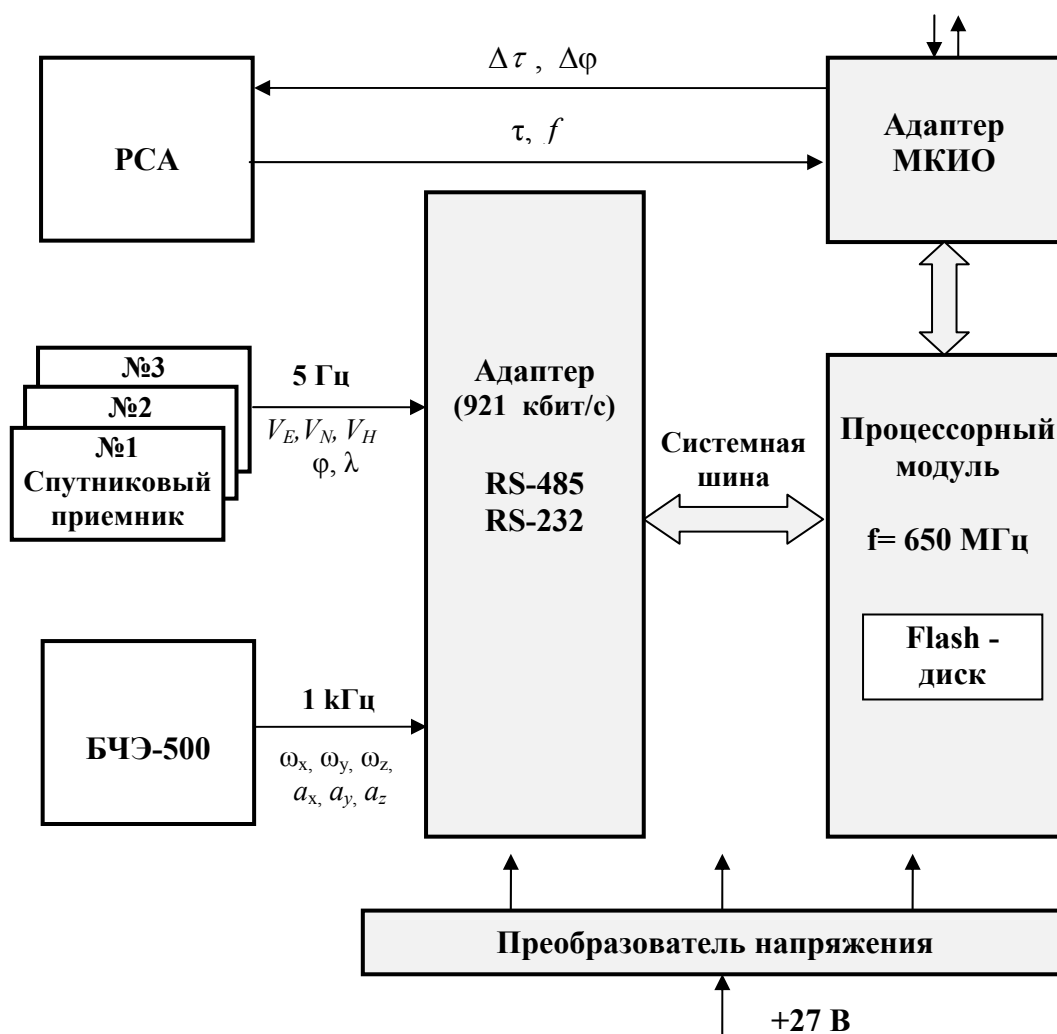 Δτ , Δφ
τ, f
РСА
Адаптер
МКИО
№3
№2
№1
Спутниковый
приемник
5 Гц
V_E, V_N, V_H
φ, λ
Адаптер
(921 кбит/с)
RS-485
RS-232
Системная
шина
Процессорный
модуль
f= 650 МГц
Flash -
диск
БЧЭ-500
1 kГц
ω_x, ω_y, ω_z,
a_x, a_y, a_z
Преобразователь напряжения
+27 В